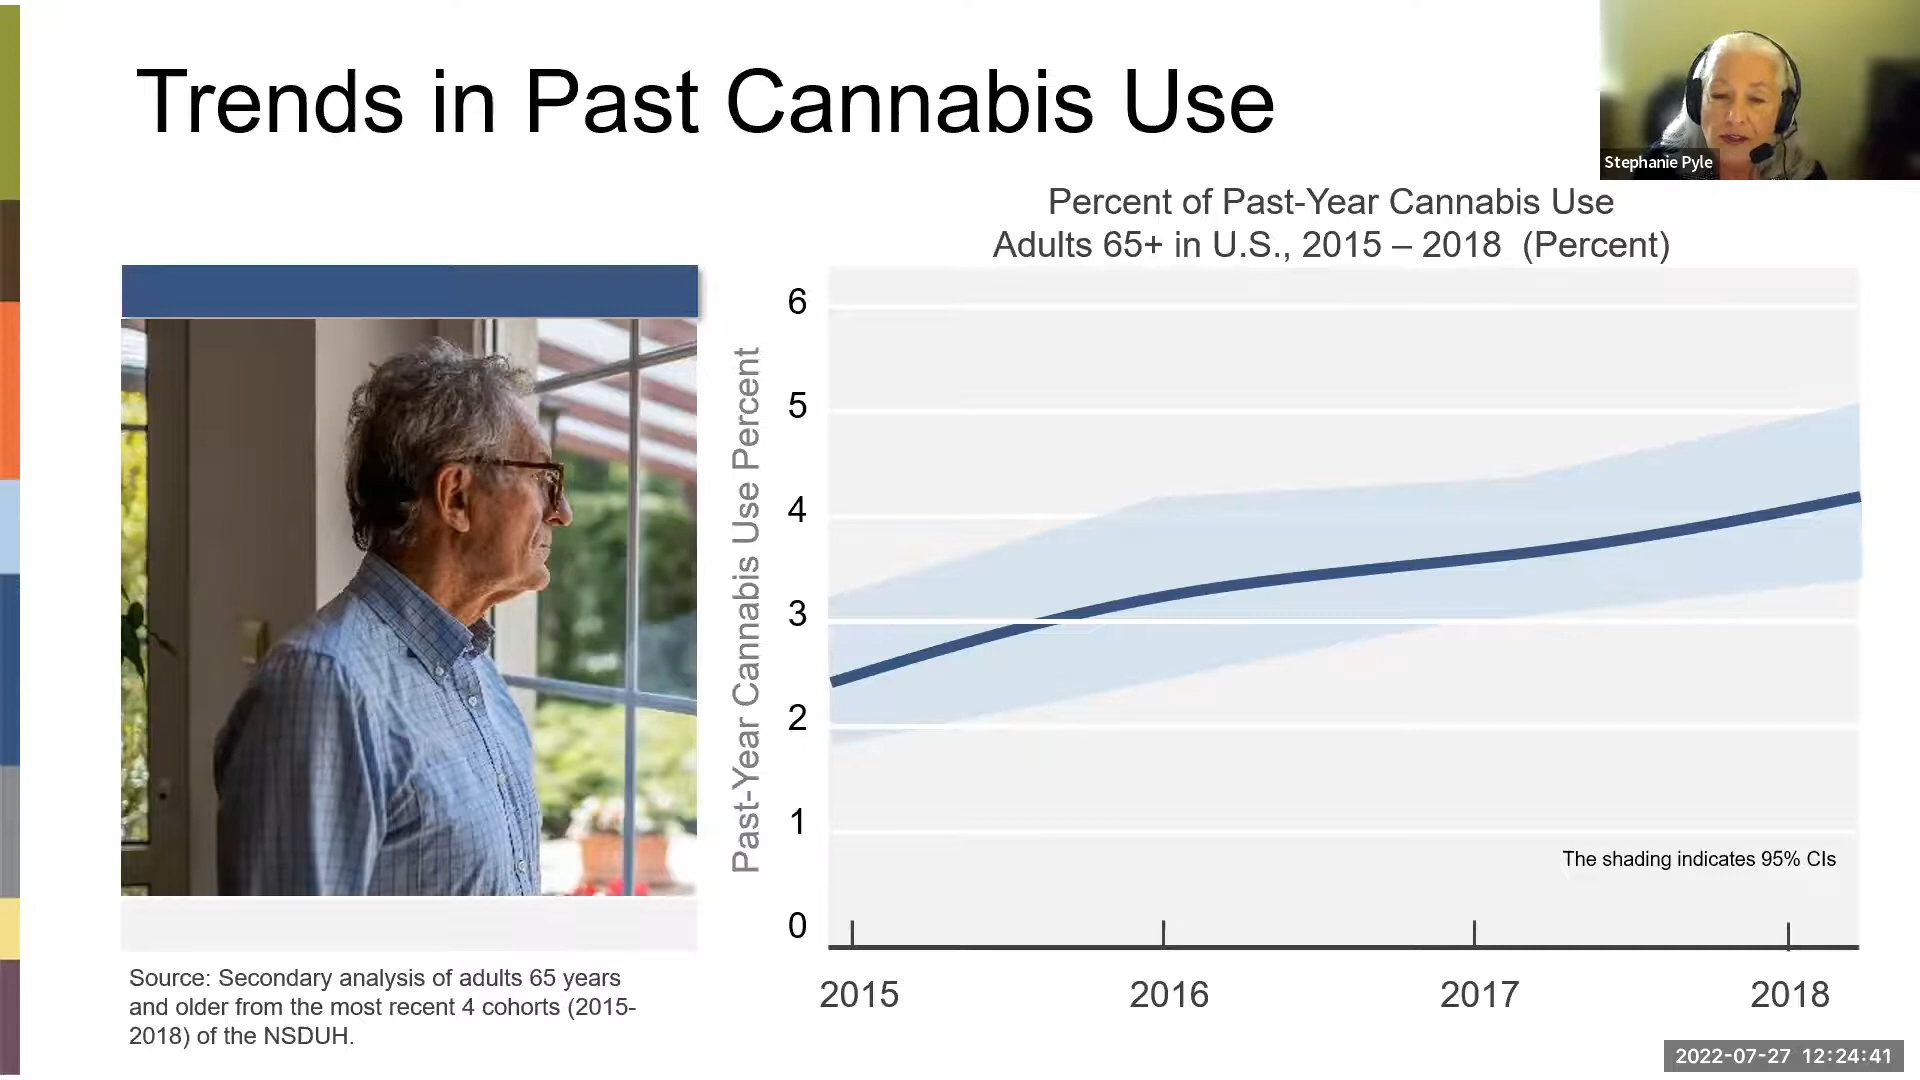 Trends in Past Cannabis Use
Stephanie Pyle
Percent of Past-Year Cannabis Use
Adults 65+ in U.S., 2015 – 2018 (Percent)
Past-Year Cannabis Use Percent
6
5
4
3
2
1
0
The shading indicates 95% CIs
2015 2016 2017 2018
Source: Secondary analysis of adults 65 years
and older from the most recent 4 cohorts (2015-
2018) of the NSDUH.
2022-07-27 12:24:41